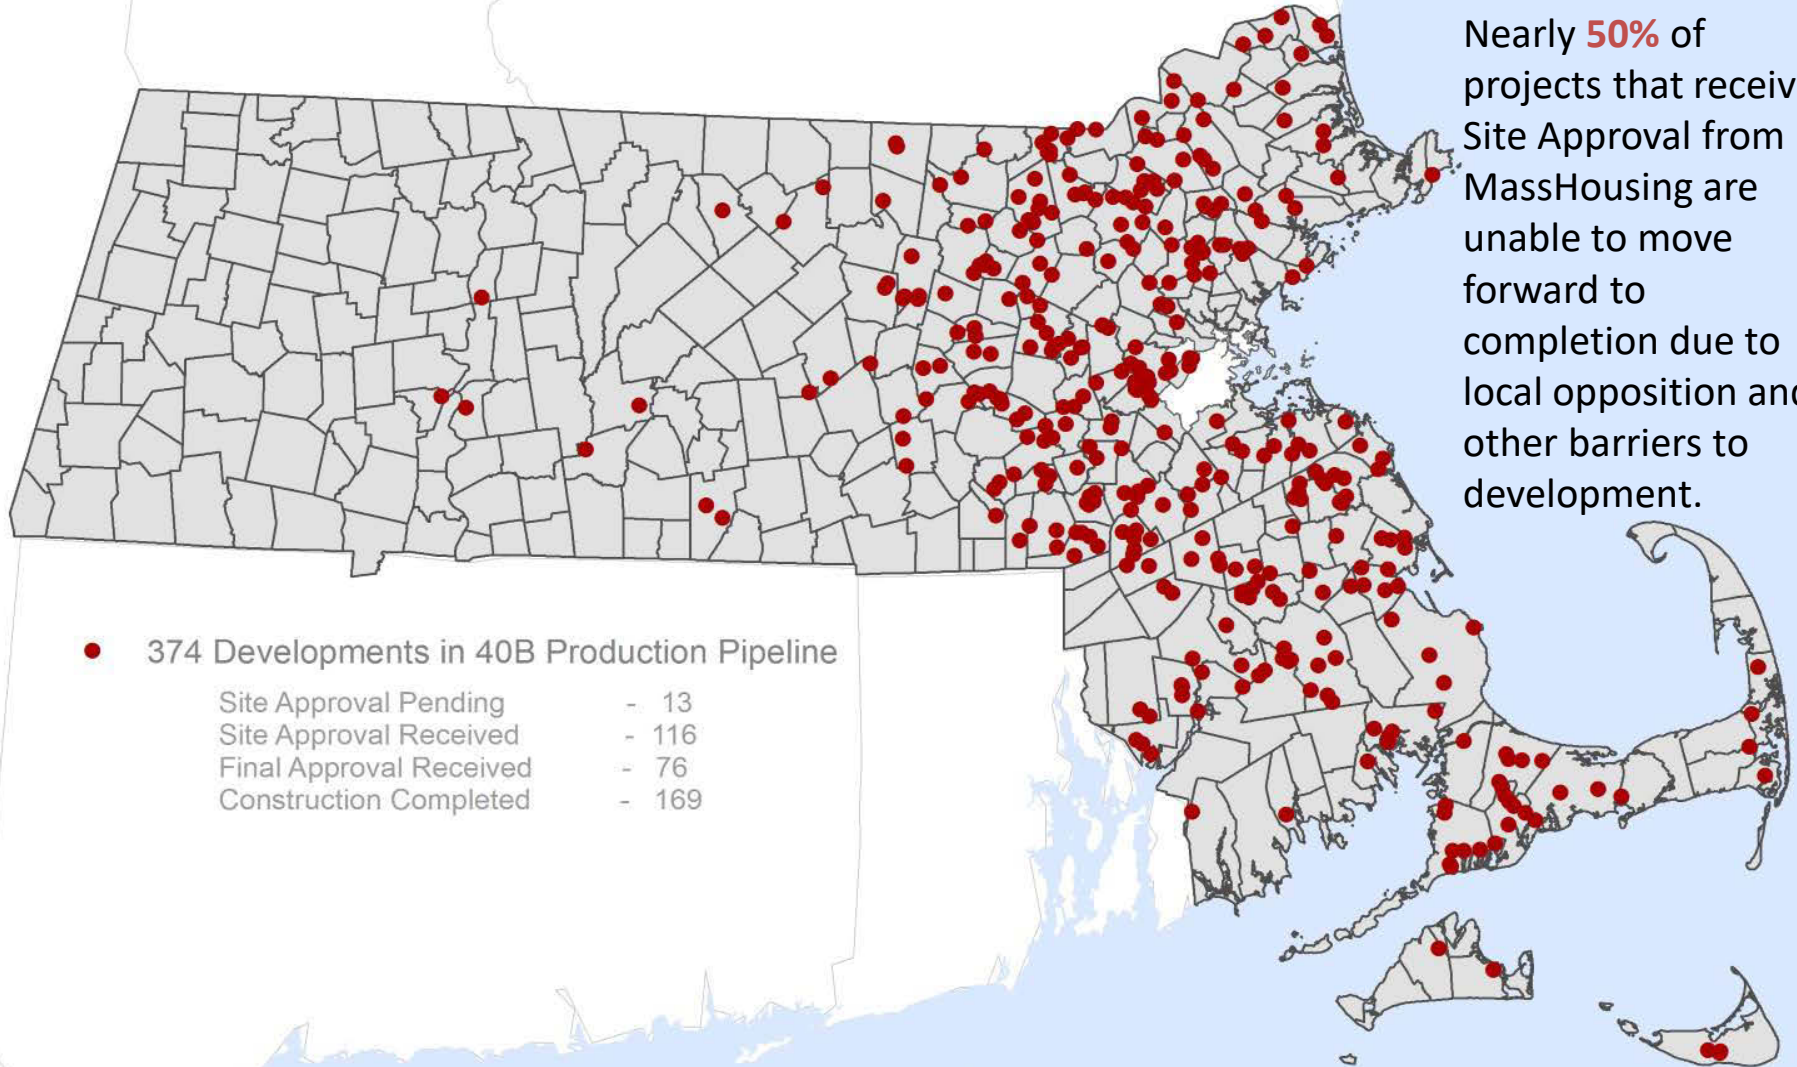 Nearly 50% of
projects that receiv
Site Approval from
MassHousing are
unable to move
forward to
completion due to
local opposition and
other barriers to
development.
374 Developments in 40B Production Pipeline
Site Approval Pending - 13
Site Approval Received - 116
Final Approval Received - 76
Construction Completed - 169